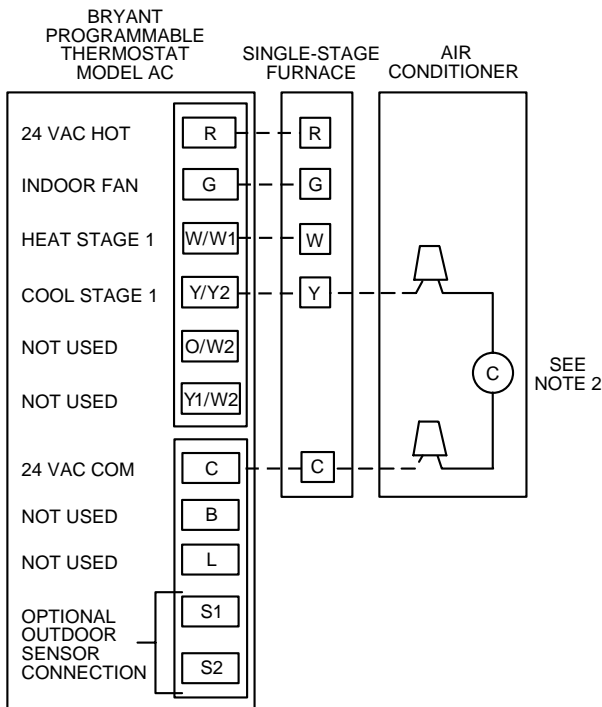 BRYANT
PROGRAMMABLE
THERMOSTAT
MODEL AC
SINGLE-STAGE
FURNACE
AIR
CONDITIONER
24 VAC HOT R R
INDOOR FAN G G
HEAT STAGE 1 W/W1 W
COOL STAGE 1 Y/Y2 Y
NOT USED O/W2
NOT USED Y1/W2
C
SEE
NOTE 2
24 VAC COM C C
NOT USED B
NOT USED L
OPTIONAL
OUTDOOR
SENSOR
CONNECTION
S1
S2